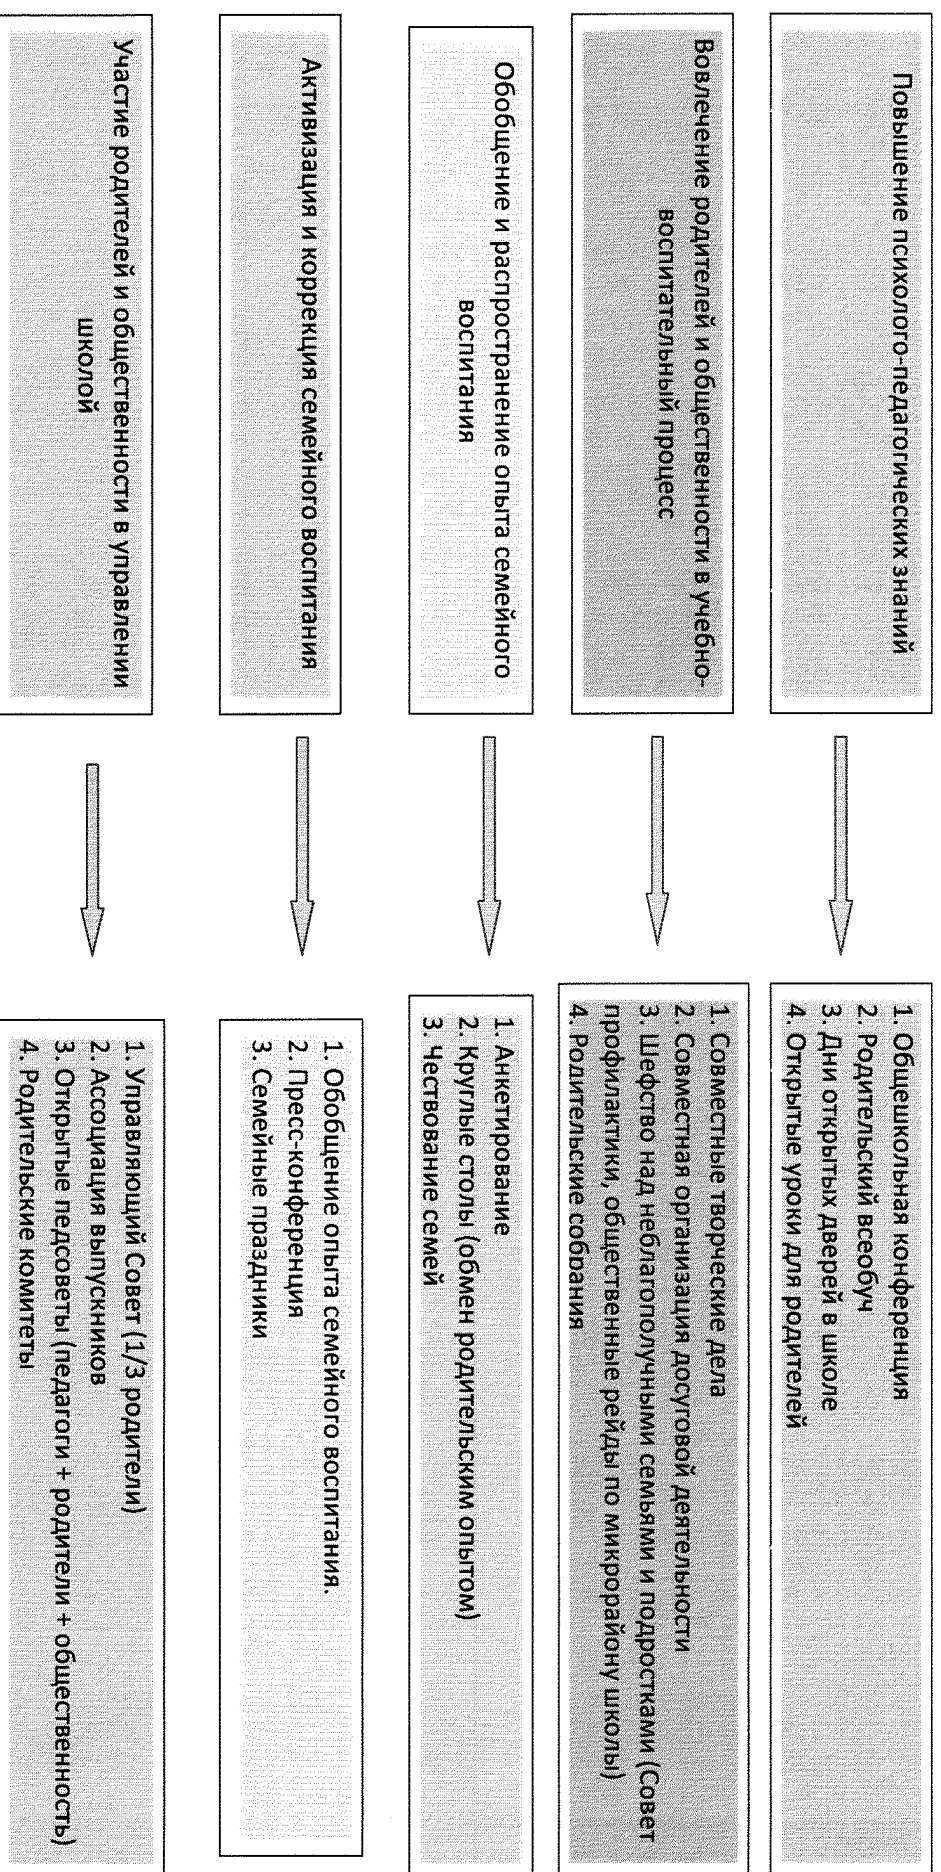 Повышение психолого-педагогических знаний
1. Общешкольная конференция
2. Родительский всеобуч
3. Дни открытых дверей в школе
4. Открытые уроки для родителей
Вовлечение родителей и общественности в учебно-
воспитательный процесс
1. Совместные творческие дела
2. Совместная организация досуговой деятельности
3. Шефство над неблагополучными семьями и подростками (Совет
профилактики, общественные рейды по микрорайону школы)
4. Родительские собрания
Обобщение и распространение опыта семейного
воспитания
1. Анкетирование
2. Круглые столы (обмен родительским опытом)
3. Чествование семей
Активизация и коррекция семейного воспитания
1. Обобщение опыта семейного воспитания.
2. Пресс-конференция
3. Семейные праздники
Участие родителей и общественности в управлении
школой
1. Управляющий Совет (1/3 родители)
2. Ассоциация выпускников
3. Открытые педсоветы (педагоги + родители + общественность)
4. Родительские комитеты